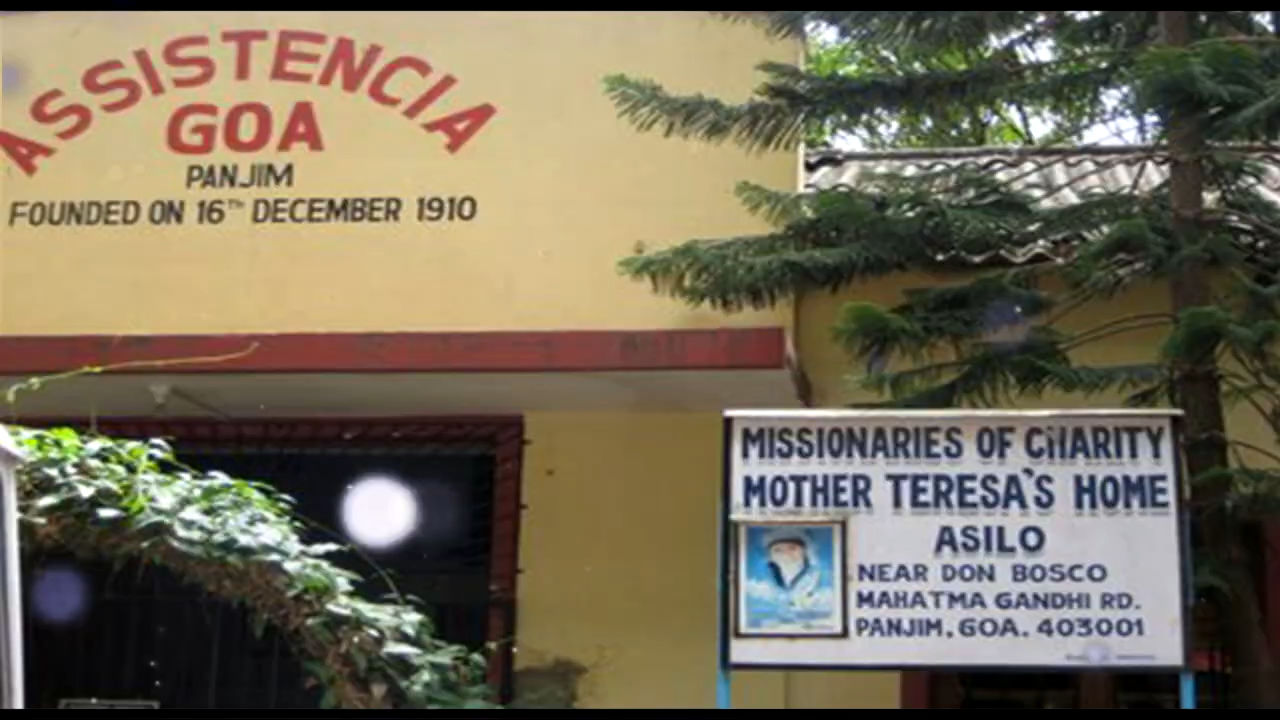 ASSISTENCIA
GOA
PANJIM
FOUNDED ON 16TH DECEMBER 1910
MISSIONARIES OF CHARITY
MOTHER TERESA'S HOME
ASILO
NEAR DON BOSCO
MAHATMA GANDHI RD.
PANJIM, GOA. 403001